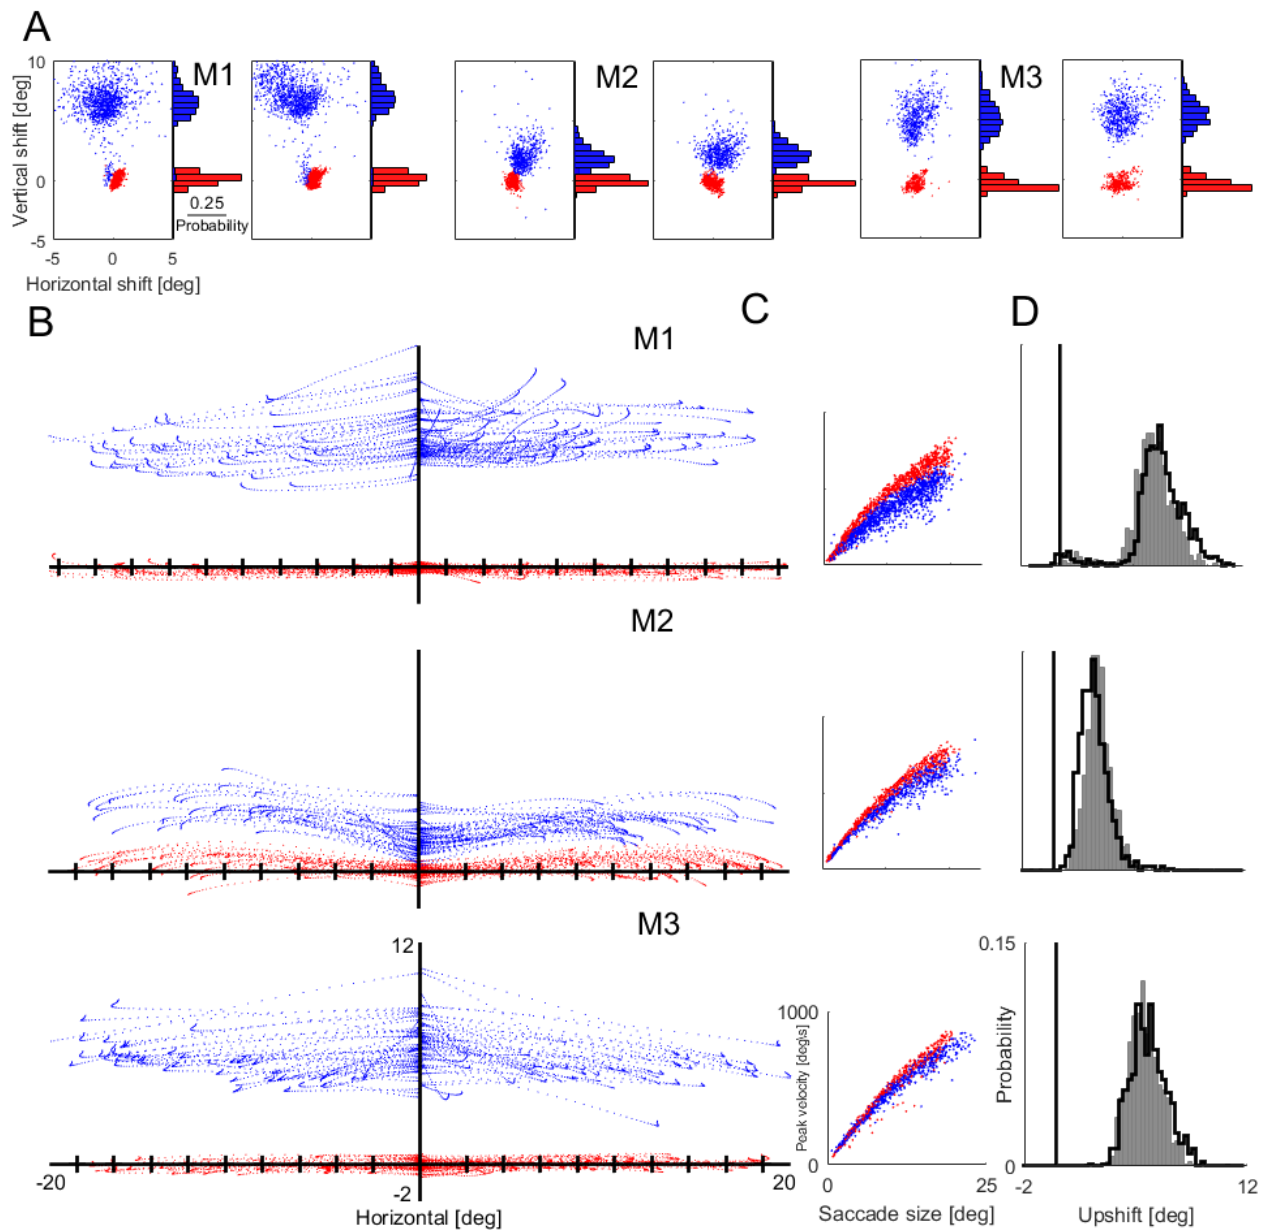 A
M1
M2
M3
10
0
-5
Vertical shift [deg]
0.25
Probability
-5
0
5
Horizontal shift [deg]
B
C
D
M1
M2
M3
12
-2
-20
20
Horizontal [deg]
1000
0
Peak velocity [deg\s]
0
25
Saccade size [deg]
0.15
0
Probability
-2
12
Upshift [deg]